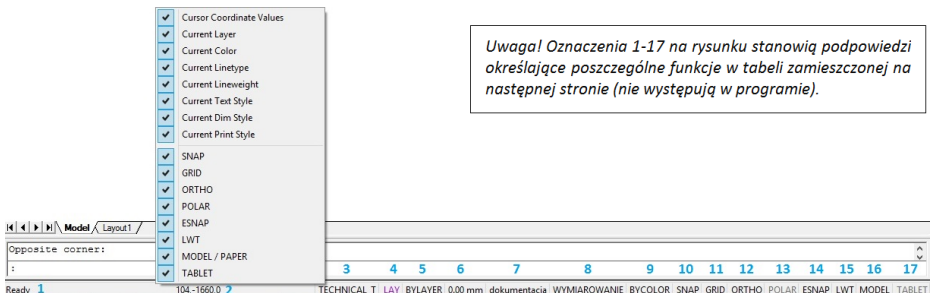 Cursor Coordinate Values
Current Layer
Current Color
Current Linetype
Current Lineweight
Current Text Style
Current Dim Style
Current Print Style
SNAP
GRID
ORTHO
POLAR
ESNAP
LWT
MODEL / PAPER
TABLET
Uwaga! Oznaczenia 1-17 na rysunku stanowią podpowiedzi
określające poszczególne funkcje w tabeli zamieszczonej na
następnej stronie (nie występują w programie).
Model Layout1
Opposite corner:
:
3 4 5 6 7 8 9 10 11 12 13 14 15 16 17
Ready 1 104,-1660,0 2 TECHNICAL_T LAY BYLAYER 0,00 mm dokumentacja WYMIAROWANIE BYCOLOR SNAP GRID ORTHO POLAR ESNAP LWT MODEL TABLET